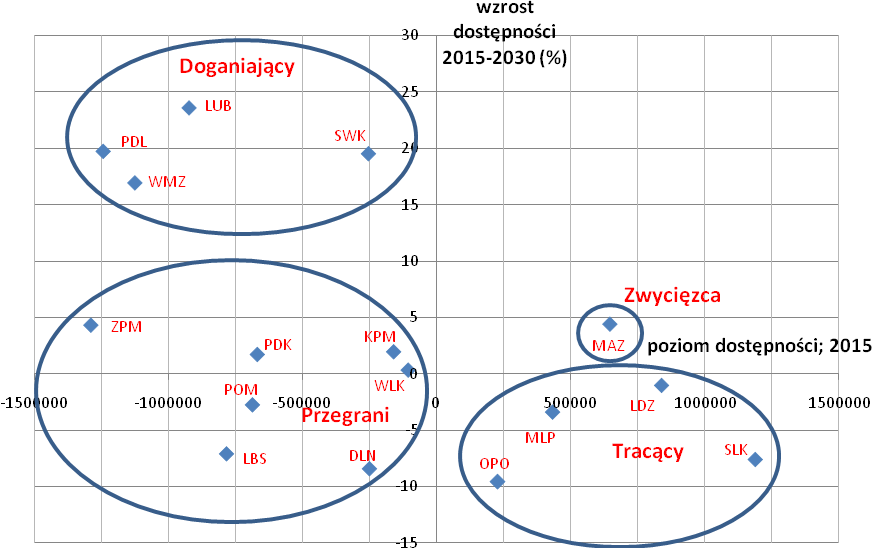 wzrost
dostępności
2015-2030 (%)
30
25
20
15
10
5
0
-5
-10
-15
-1500000 -1000000 -500000 0 500000 1000000 1500000
poziom dostępności; 2015
Doganiający
LUB
PDL
SWK
WMZ
Zwycięzca
MAZ
ZPM
PDK
KPM
WLK
POM
Przegrani
LBS
DLN
LDZ
MLP
Tracący
SLK
OPO